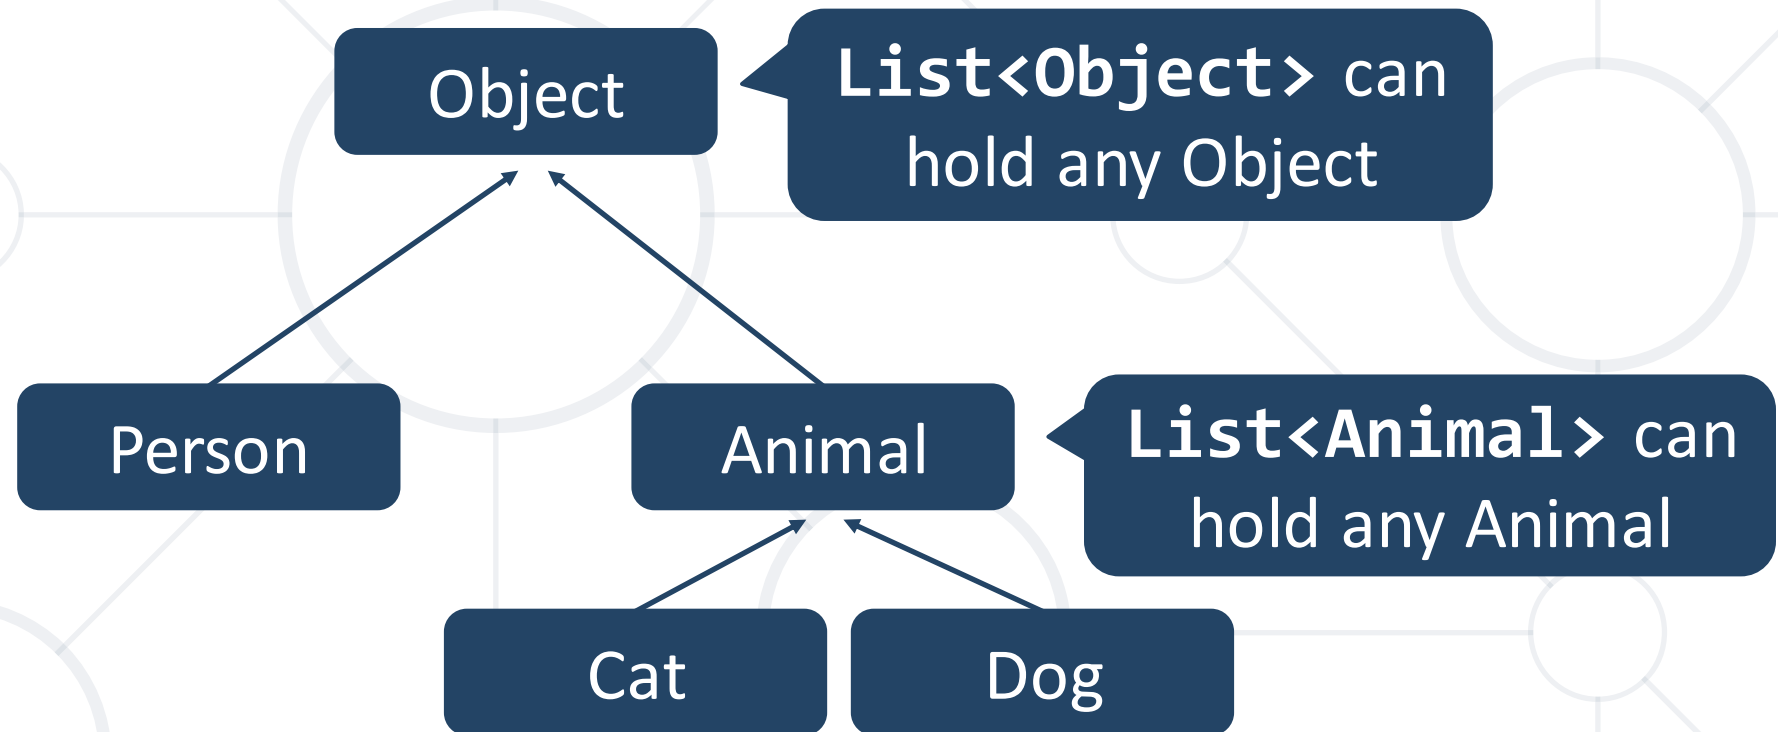 Object
List<Object> can
hold any Object
Person
Animal
List<Animal> can
hold any Animal
Cat
Dog